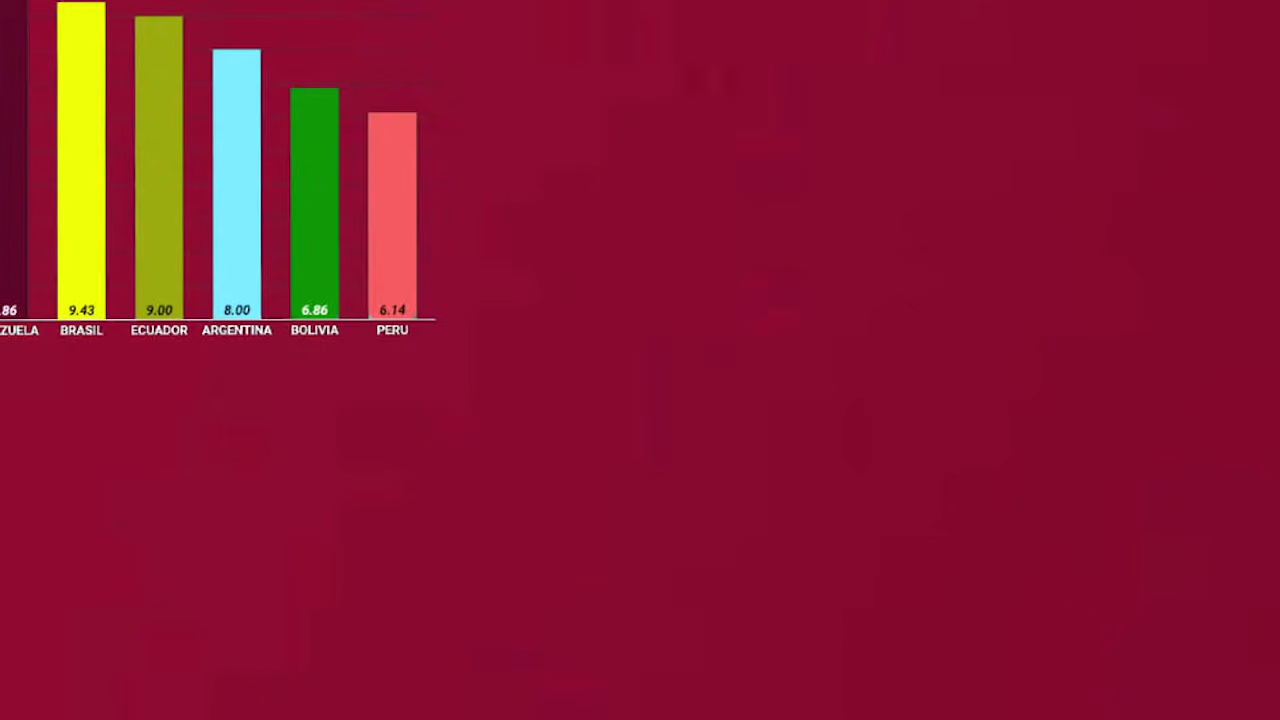 .86 9.43 9.00 8.00 6.86 6.14
ZUELA BRASIL ECUADOR ARGENTINA BOLIVIA PERU